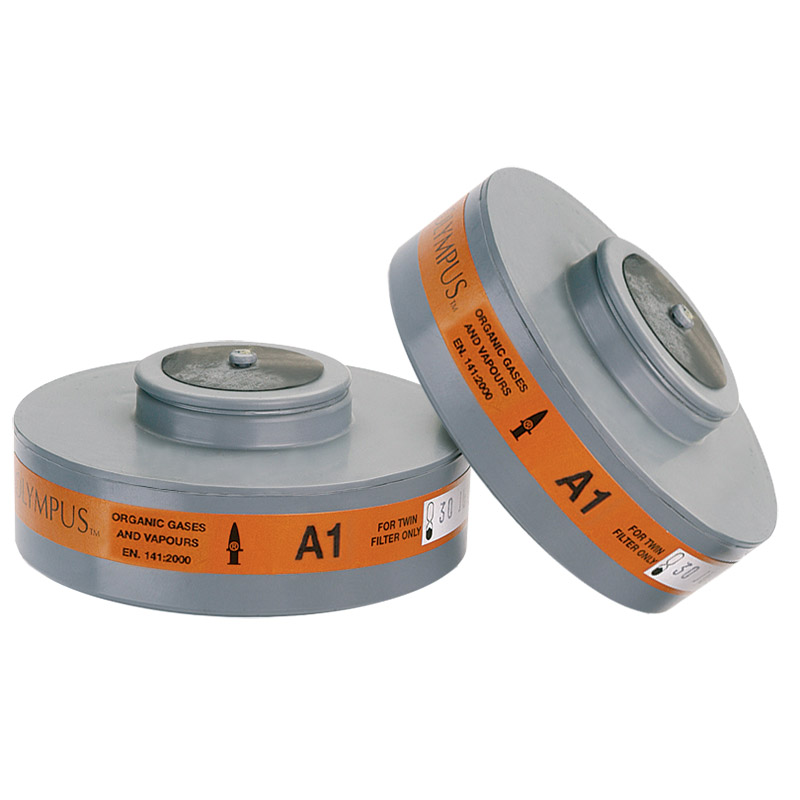 OLYMPUS™
ORGANIC GASES
AND VAPOURS
EN. 141:2000
A1
FOR TWIN
FILTER ONLY
30
OLYMPUS™
ORGANIC GASES
AND VAPOURS
EN. 141:2000
A1
FOR TWIN
FILTER ONLY
30